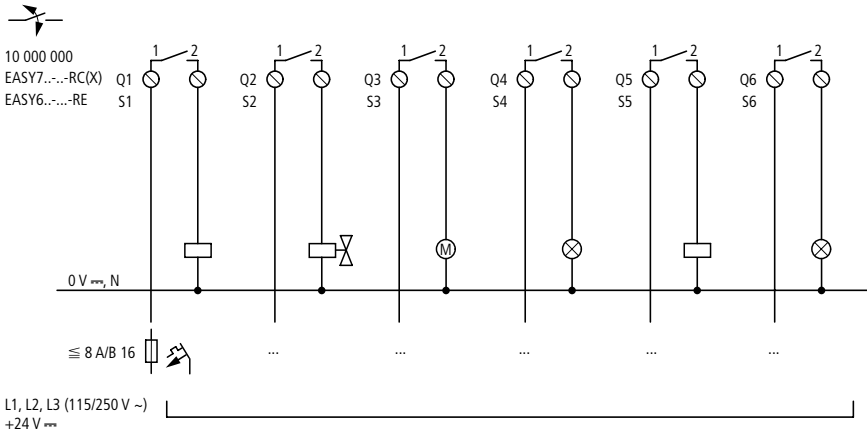 10 000 000
EASY7..-..-RC(X)
EASY6..-...-RE
1 2 1 2 1 2 1 2 1 2 1 2
Q1 Q2 Q3 Q4 Q5 Q6
S1 S2 S3 S4 S5 S6
M
0 V ⎓, N
≦ 8 A/B 16 ... ... ... ... ...
L1, L2, L3 (115/250 V ~)
+24 V ⎓